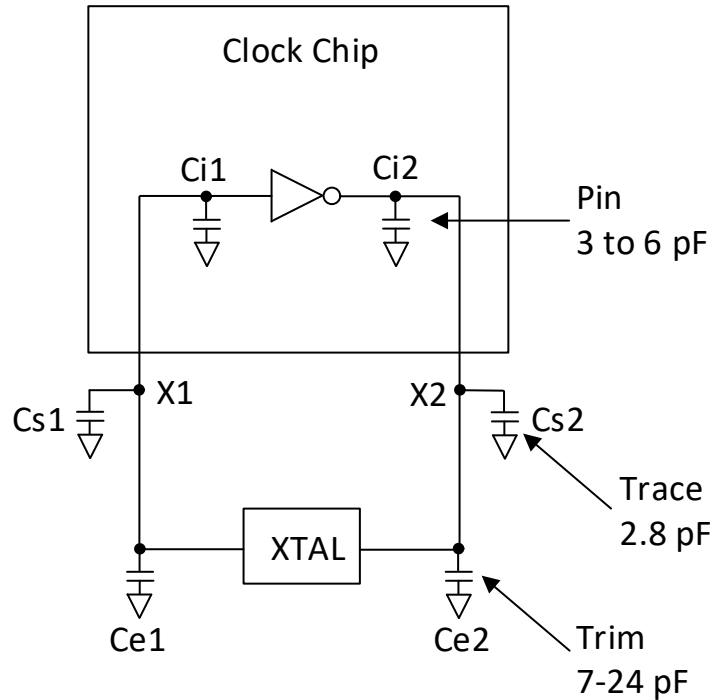 Clock Chip
Ci1
Ci2
Pin
3 to 6 pF
X1
X2
Cs1
Cs2
Trace
2.8 pF
XTAL
Ce1
Ce2
Trim
7-24 pF